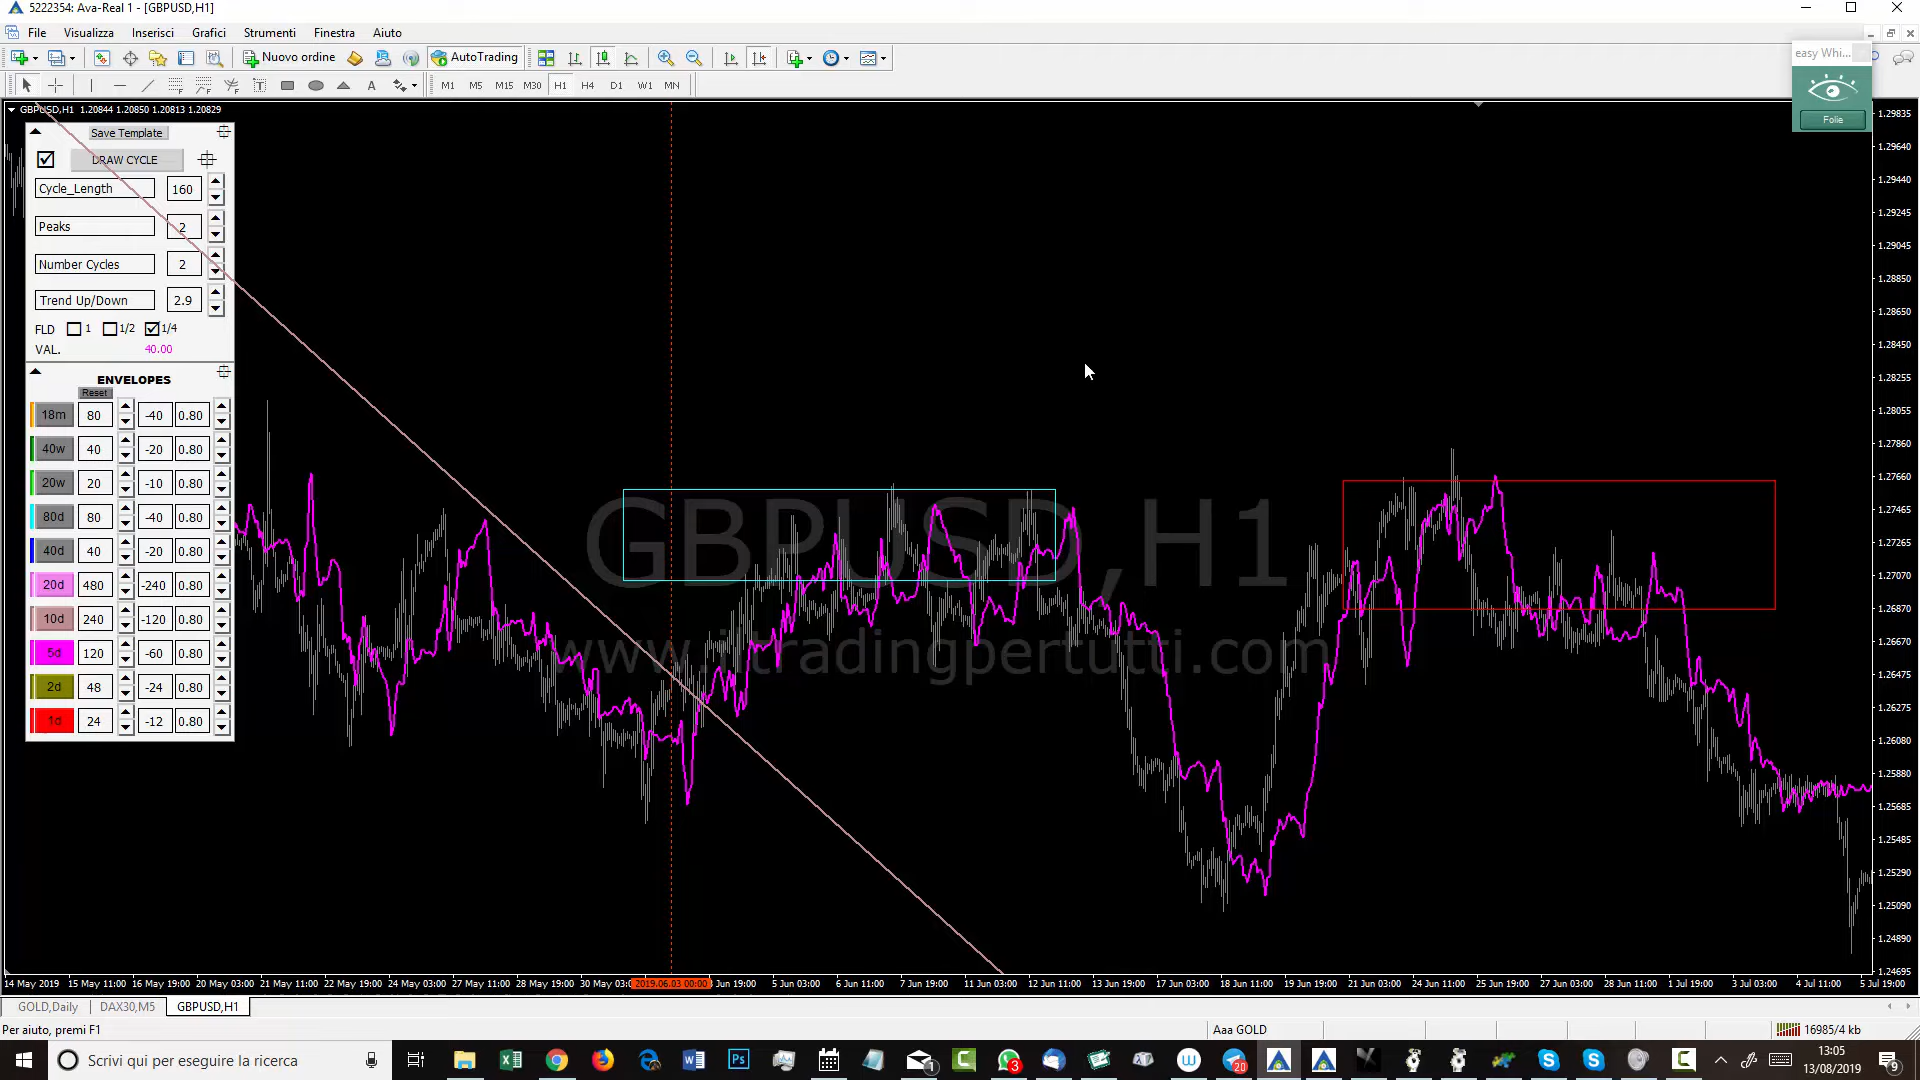 5222354: Ava-Real 1 - [GBPUSD,H1]
File Visualizza Inserisci Grafici Strumenti Finestra Aiuto
easy Whi...
Nuovo ordine AutoTrading
A M1 M5 M15 M30 H1 H4 D1 W1 MN
Folie
GBPUSD,H1 1.20844 1.20850 1.20813 1.20829
Save Template
DRAW CYCLE
Cycle_Length 160
Peaks 2
Number Cycles 2
Trend Up/Down 2.9
FLD 1 1/2 1/4
VAL. 40.00
ENVELOPES
Reset
18m 80 -40 0.80
40w 40 -20 0.80
20w 20 -10 0.80
80d 80 -40 0.80
40d 40 -20 0.80
20d 480 -240 0.80
10d 240 -120 0.80
5d 120 -60 0.80
2d 48 -24 0.80
1d 24 -12 0.80
GBPUSD,H1
www.iltradingpertutti.com
1.29835
1.29640
1.29440
1.29245
1.29045
1.28850
1.28650
1.28450
1.28255
1.28055
1.27860
1.27660
1.27465
1.27265
1.27070
1.26870
1.26670
1.26475
1.26275
1.26080
1.25880
1.25685
1.25485
1.25290
1.25090
1.24890
1.24695
14 May 2019 15 May 11:00 16 May 19:00 20 May 03:00 21 May 11:00 22 May 19:00 24 May 03:00 27 May 11:00 28 May 19:00 30 May 03:0 2019.06.03 00:00 Jun 19:00 5 Jun 03:00 6 Jun 11:00 7 Jun 19:00 11 Jun 03:00 12 Jun 11:00 13 Jun 19:00 17 Jun 03:00 18 Jun 11:00 19 Jun 19:00 21 Jun 03:00 24 Jun 11:00 25 Jun 19:00 27 Jun 03:00 28 Jun 11:00 1 Jul 19:00 3 Jul 03:00 4 Jul 11:00 5 Jul 19:00
GOLD,Daily DAX30,M5 GBPUSD,H1
Per aiuto, premi F1 Aaa GOLD 16985/4 kb
Scrivi qui per eseguire la ricerca
1
3
20
13:05
13/08/2019
9